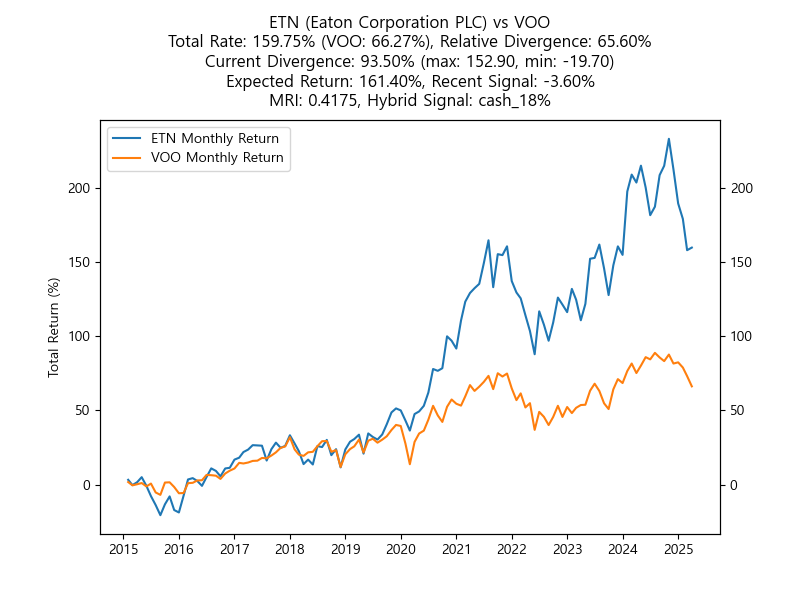 ETN (Eaton Corporation PLC) vs VOO
Total Rate: 159.75% (VOO: 66.27%), Relative Divergence: 65.60%
Current Divergence: 93.50% (max: 152.90, min: -19.70)
Expected Return: 161.40%, Recent Signal: -3.60%
MRI: 0.4175, Hybrid Signal: cash_18%
ETN Monthly Return
VOO Monthly Return
200
150
100
50
0
Total Return (%)
200
150
100
50
0
2015 2016 2017 2018 2019 2020 2021 2022 2023 2024 2025